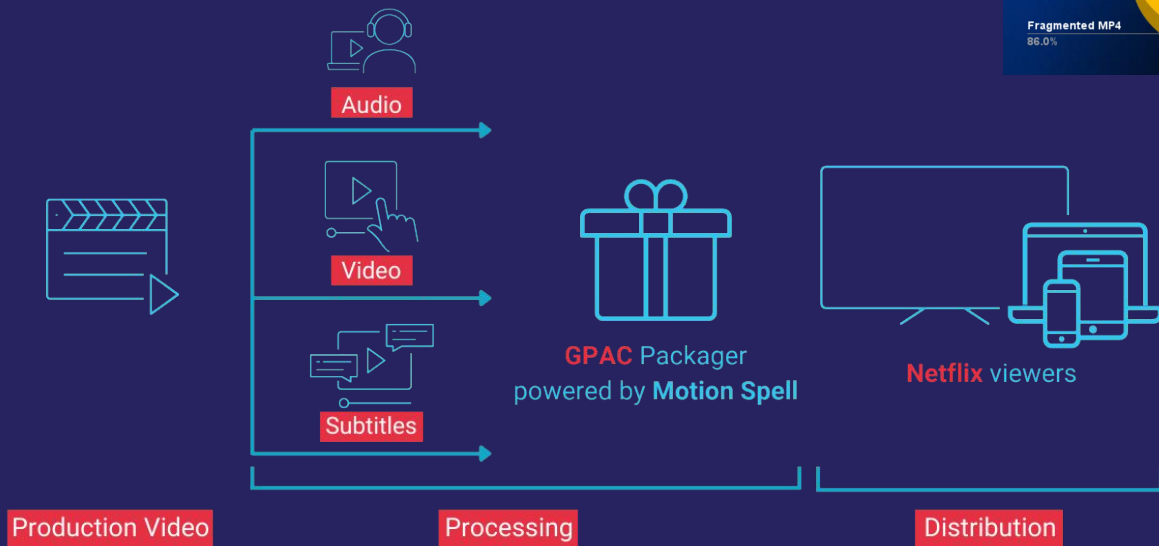 Fragmented MP4
86.0%
Audio
Video
Subtitles
GPAC Packager
powered by Motion Spell
Netflix viewers
Production Video
Processing
Distribution